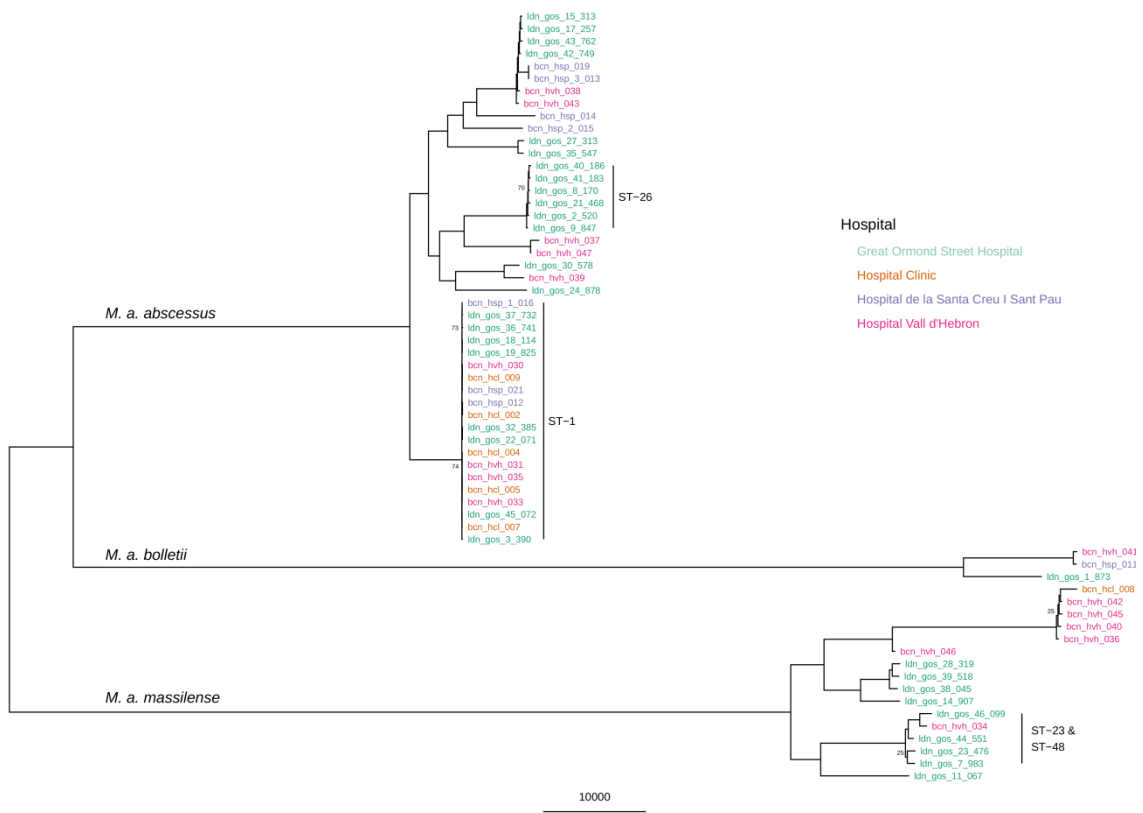 ldn_gos_15_313
ldn_gos_17_257
ldn_gos_43_762
ldn_gos_42_749
bcn_hsp_019
bcn_hsp_3_013
bcn_hvh_038
bcn_hvh_043
bcn_hsp_014
bcn_hsp_2_015
ldn_gos_27_313
ldn_gos_35_547
ldn_gos_40_186
ldn_gos_41_183
70
ldn_gos_8_170
ST−26
ldn_gos_21_468
ldn_gos_2_520
ldn_gos_9_847
bcn_hvh_037
bcn_hvh_047
ldn_gos_30_578
bcn_hvh_039
ldn_gos_24_878
Hospital
Great Ormond Street Hospital
Hospital Clinic
Hospital de la Santa Creu I Sant Pau
Hospital Vall d'Hebron
M. a. abscessus
bcn_hsp_1_016
ldn_gos_37_732
73
ldn_gos_36_741
ldn_gos_18_114
ldn_gos_19_825
bcn_hvh_030
bcn_hcl_009
bcn_hsp_021
bcn_hsp_012
bcn_hcl_002
ST−1
ldn_gos_32_385
ldn_gos_22_071
bcn_hcl_004
74
bcn_hvh_031
bcn_hvh_035
bcn_hcl_005
bcn_hvh_033
ldn_gos_45_072
bcn_hcl_007
ldn_gos_3_390
M. a. bolletii
bcn_hvh_041
bcn_hsp_011
ldn_gos_1_873
bcn_hcl_008
bcn_hvh_042
25
bcn_hvh_045
bcn_hvh_040
bcn_hvh_036
bcn_hvh_046
ldn_gos_28_319
ldn_gos_39_518
ldn_gos_38_045
ldn_gos_14_907
M. a. massilense
ldn_gos_46_099
bcn_hvh_034
ldn_gos_44_551
25
ldn_gos_23_476
ldn_gos_7_983
ldn_gos_11_067
ST−23 &
ST−48
10000